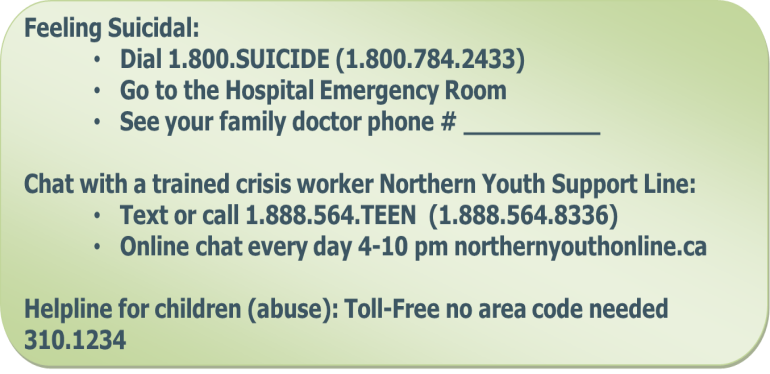 Feeling Suicidal:
• Dial 1.800.SUICIDE (1.800.784.2433)
• Go to the Hospital Emergency Room
• See your family doctor phone # ___________
Chat with a trained crisis worker Northern Youth Support Line:
• Text or call 1.888.564.TEEN (1.888.564.8336)
• Online chat every day 4-10 pm northernyouthonline.ca
Helpline for children (abuse): Toll-Free no area code needed
310.1234